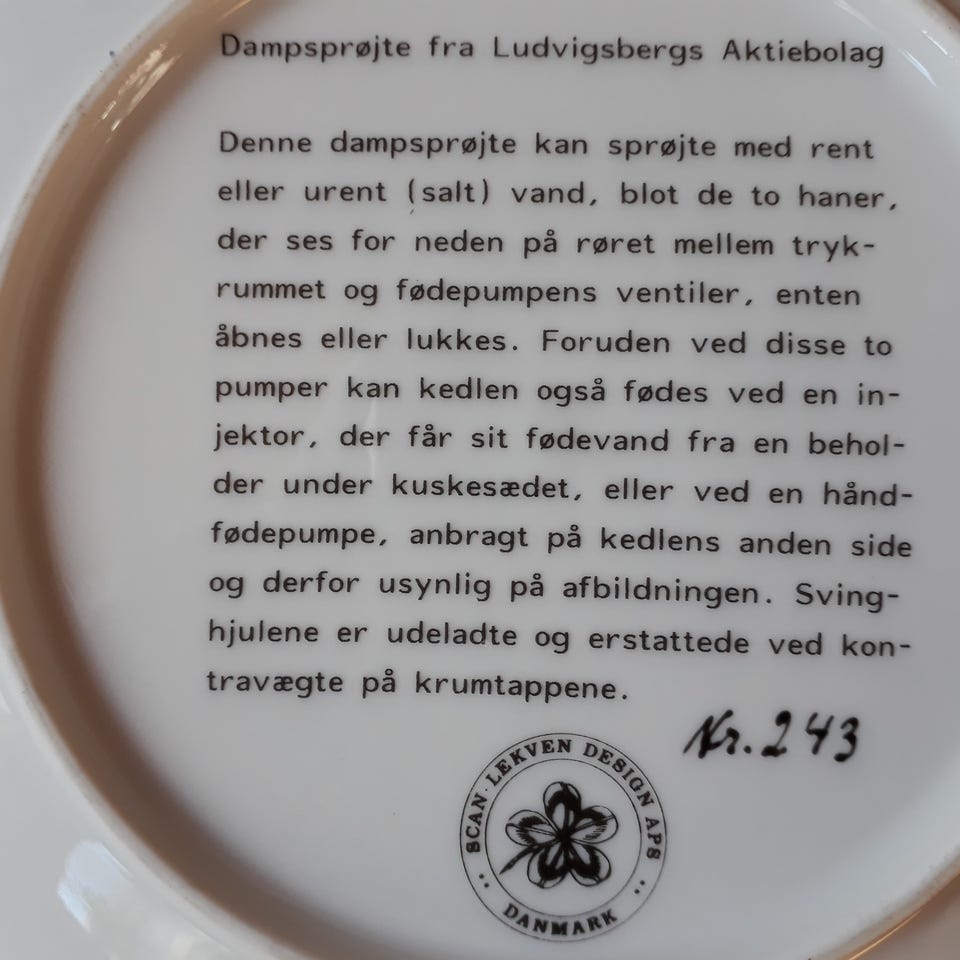 Dampsprøjte fra Ludvigsbergs Aktiebolag
Denne dampsprøjte kan sprøjte med rent
eller urent (salt) vand, blot de to haner,
der ses for neden på røret mellem tryk-
rummet og fødepumpens ventiler, enten
åbnes eller lukkes. Foruden ved disse to
pumper kan kedlen også fødes ved en in-
jektor, der får sit fødevand fra en behol-
der under kuskesædet, eller ved en hånd-
fødepumpe, anbragt på kedlens anden side
og derfor usynlig på afbildningen. Sving-
hjulene er udeladte og erstattede ved kon-
travægte på krumtappene.
Nr. 243
SCAN·LEKVEN DESIGN APS
DANMARK